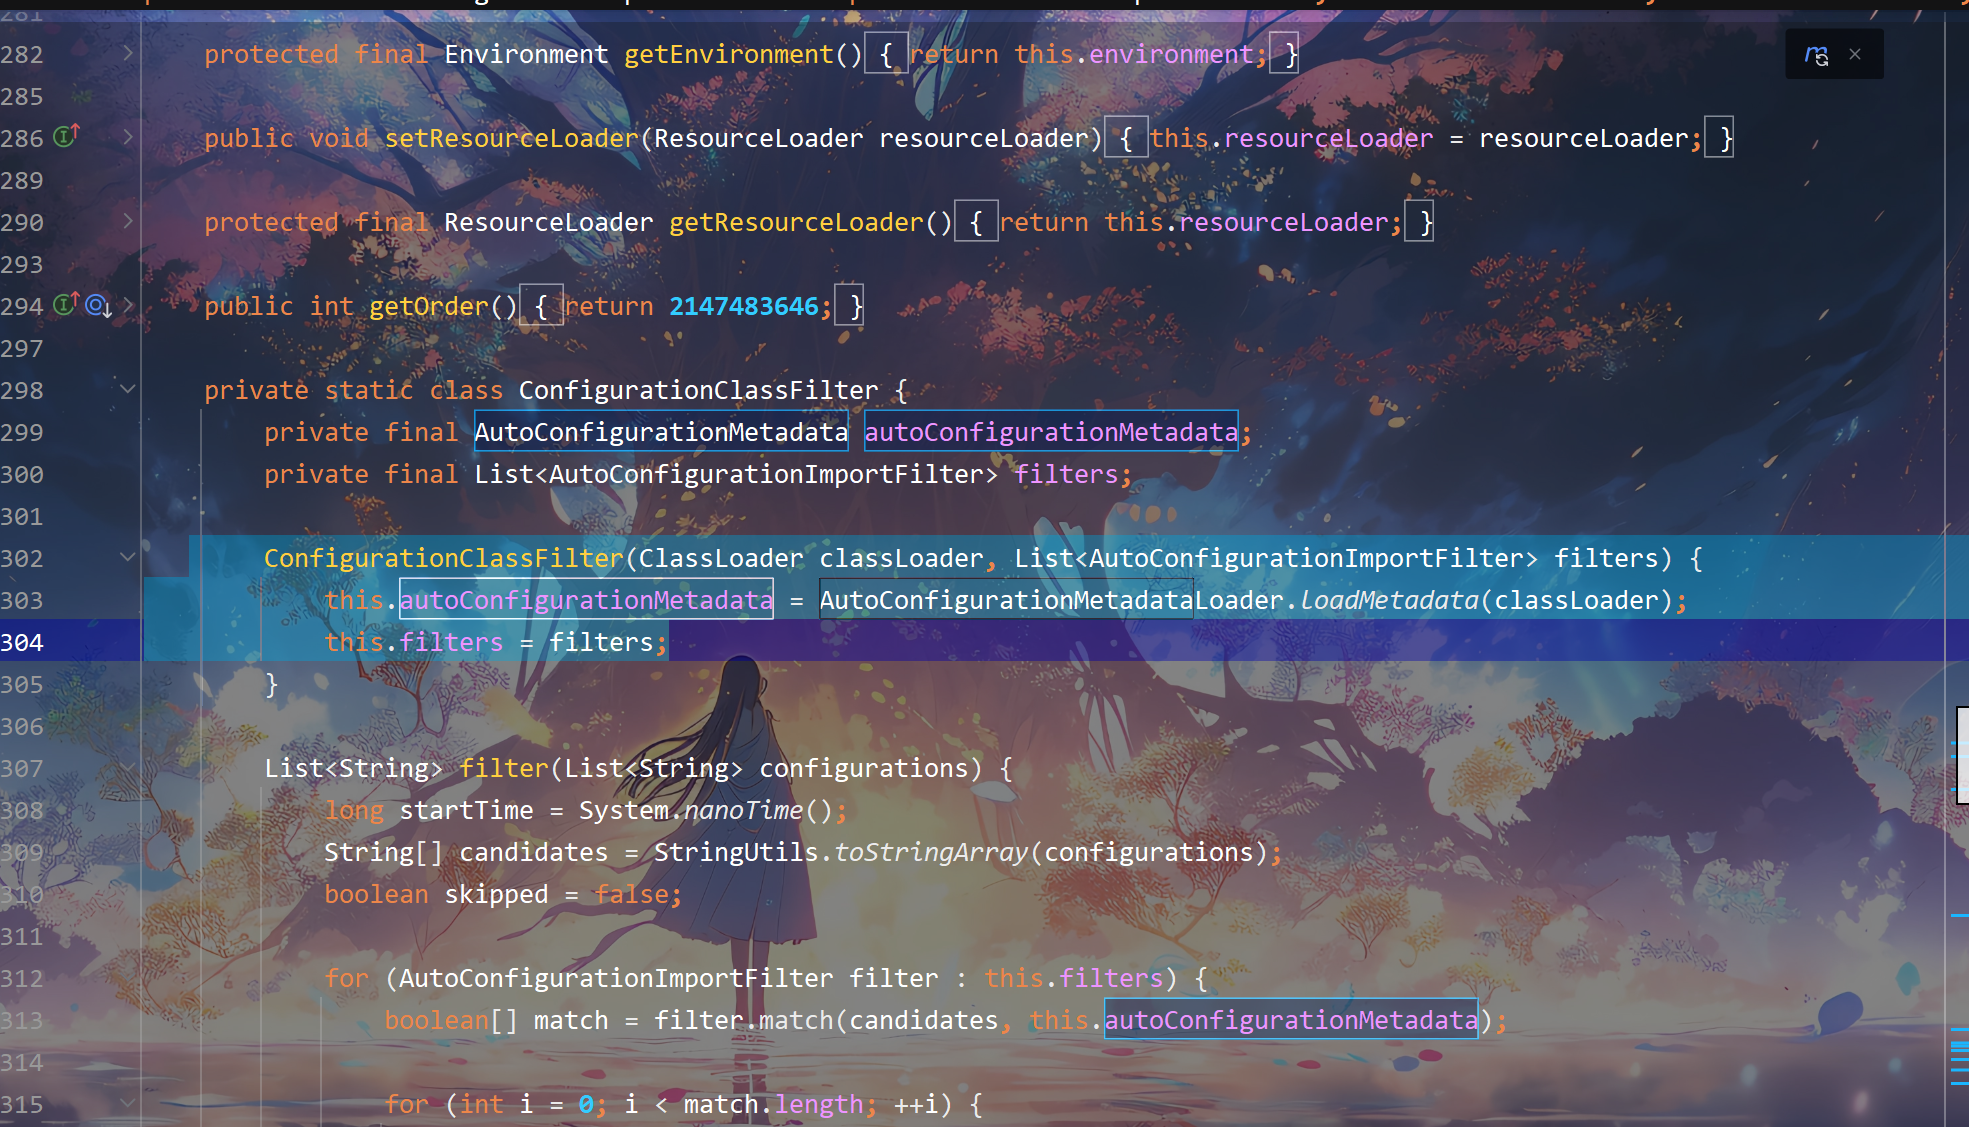 282 protected final Environment getEnvironment() { return this.environment; }
285
286 public void setResourceLoader(ResourceLoader resourceLoader) { this.resourceLoader = resourceLoader; }
289
290 protected final ResourceLoader getResourceLoader() { return this.resourceLoader; }
293
294 public int getOrder() { return 2147483646; }
297
298 private static class ConfigurationClassFilter {
299 private final AutoConfigurationMetadata autoConfigurationMetadata;
300 private final List<AutoConfigurationImportFilter> filters;
301
302 ConfigurationClassFilter(ClassLoader classLoader, List<AutoConfigurationImportFilter> filters) {
303 this.autoConfigurationMetadata = AutoConfigurationMetadataLoader.loadMetadata(classLoader);
304 this.filters = filters;
305 }
306
307 List<String> filter(List<String> configurations) {
308 long startTime = System.nanoTime();
309 String[] candidates = StringUtils.toStringArray(configurations);
310 boolean skipped = false;
311
312 for (AutoConfigurationImportFilter filter : this.filters) {
313 boolean[] match = filter.match(candidates, this.autoConfigurationMetadata);
314
315 for (int i = 0; i < match.length; ++i) {